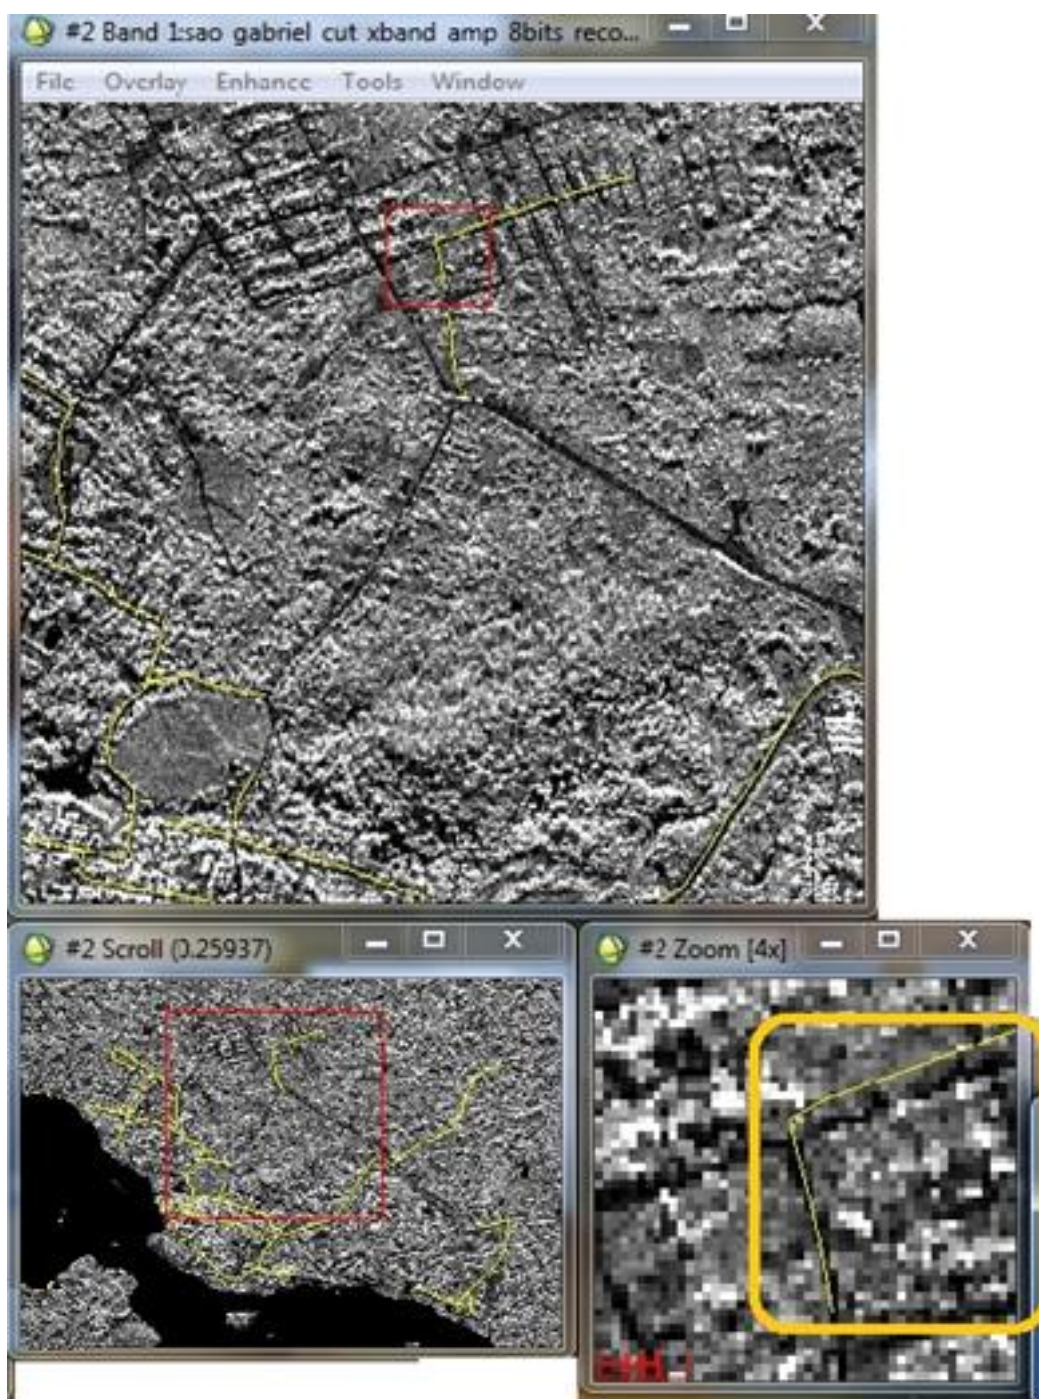 #2 Band 1:sao gabriel cut xband amp 8bits reco...
File Overlay Enhance Tools Window
#2 Scroll (0.25937)
#2 Zoom [4x]